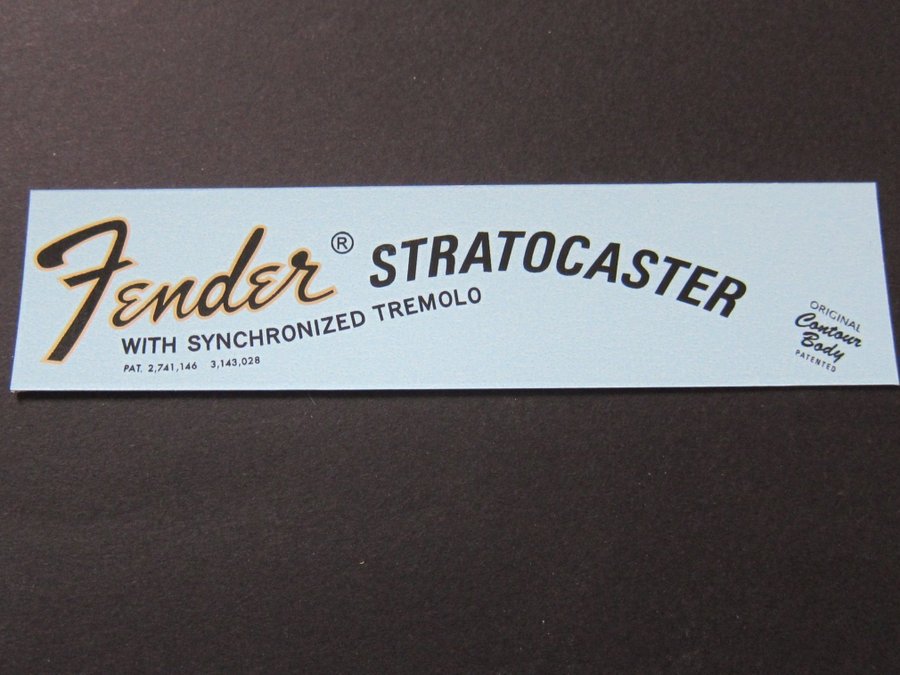 Fender® STRATOCASTER
WITH SYNCHRONIZED TREMOLO
PAT. 2,741,146 3,143,028
ORIGINAL
Contour
Body
PATENTED